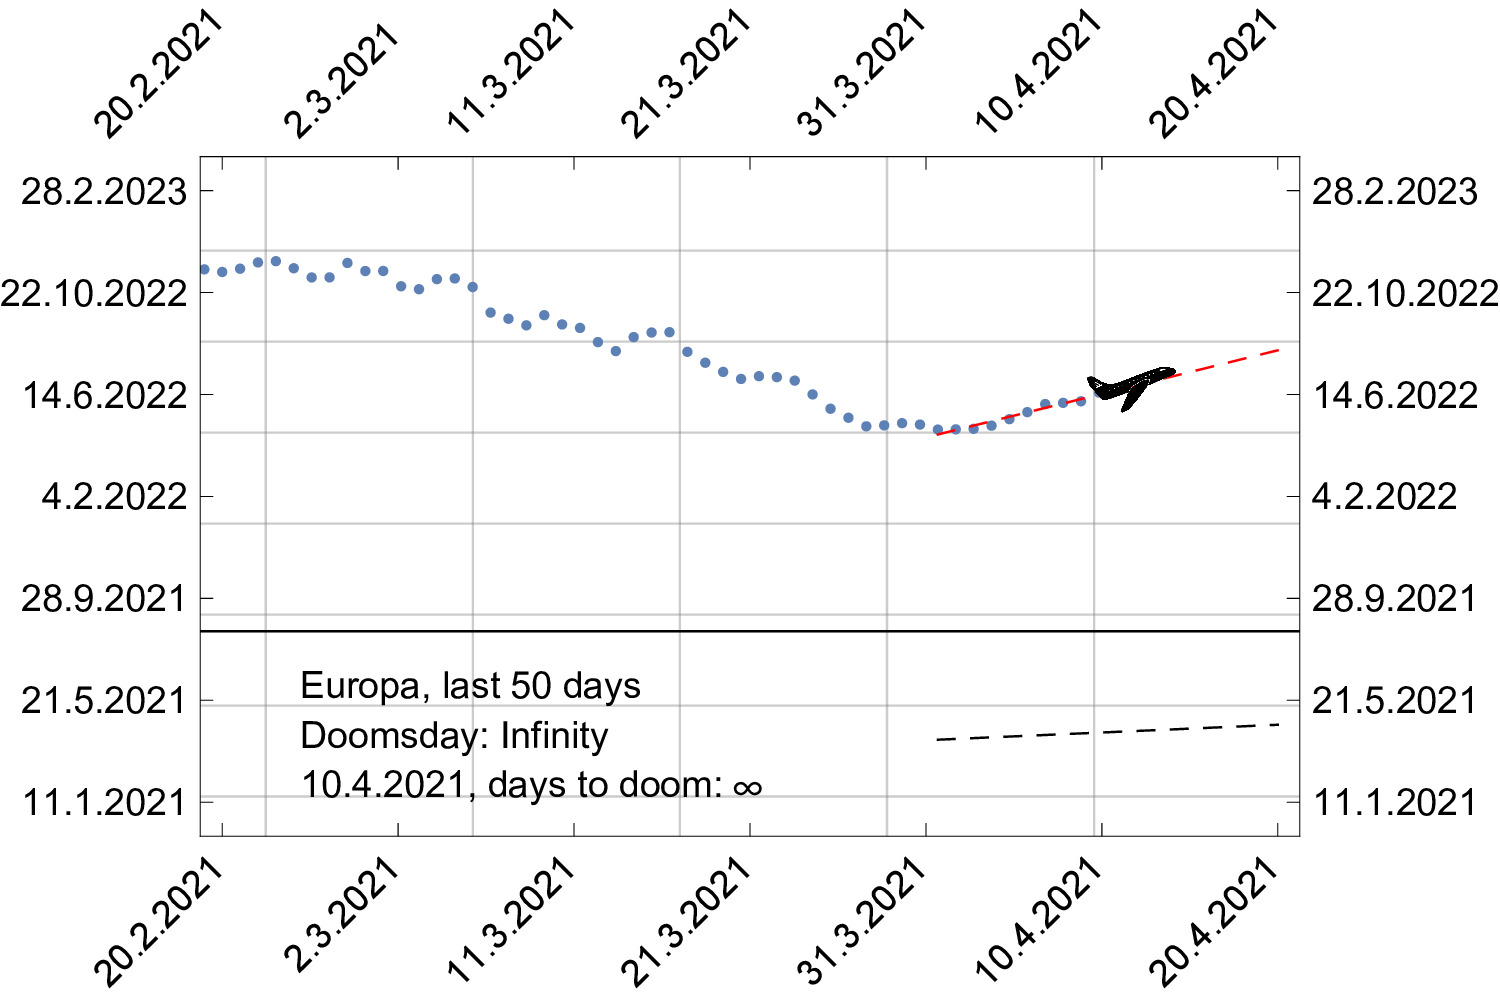 20.2.2021 2.3.2021 11.3.2021 21.3.2021 31.3.2021 10.4.2021 20.4.2021
28.2.2023 28.2.2023
22.10.2022 22.10.2022
14.6.2022 14.6.2022
4.2.2022 4.2.2022
28.9.2021 28.9.2021
Europa, last 50 days
21.5.2021 21.5.2021
Doomsday: Infinity
10.4.2021, days to doom: ∞
11.1.2021 11.1.2021
20.2.2021 2.3.2021 11.3.2021 21.3.2021 31.3.2021 10.4.2021 20.4.2021